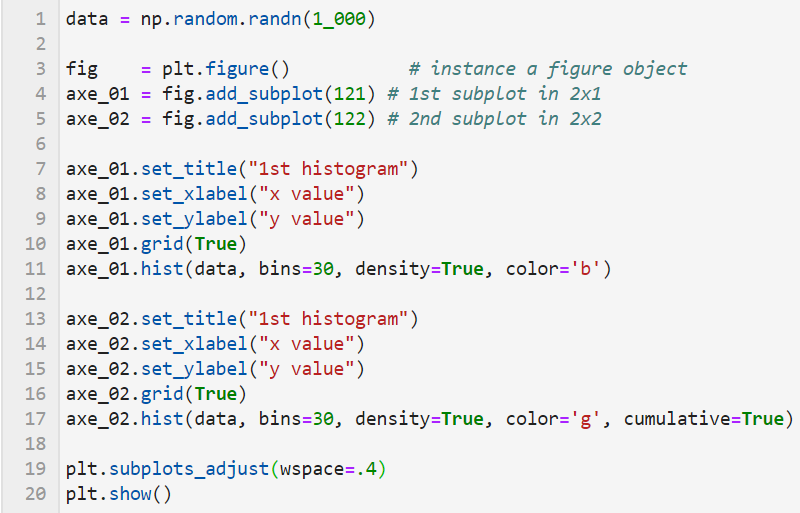 1 data = np.random.randn(1_000)
2
3 fig    = plt.figure()           # instance a figure object
4 axe_01 = fig.add_subplot(121) # 1st subplot in 2x1
5 axe_02 = fig.add_subplot(122) # 2nd subplot in 2x2
6
7 axe_01.set_title("1st histogram")
8 axe_01.set_xlabel("x value")
9 axe_01.set_ylabel("y value")
10 axe_01.grid(True)
11 axe_01.hist(data, bins=30, density=True, color='b')
12
13 axe_02.set_title("1st histogram")
14 axe_02.set_xlabel("x value")
15 axe_02.set_ylabel("y value")
16 axe_02.grid(True)
17 axe_02.hist(data, bins=30, density=True, color='g', cumulative=True)
18
19 plt.subplots_adjust(wspace=.4)
20 plt.show()